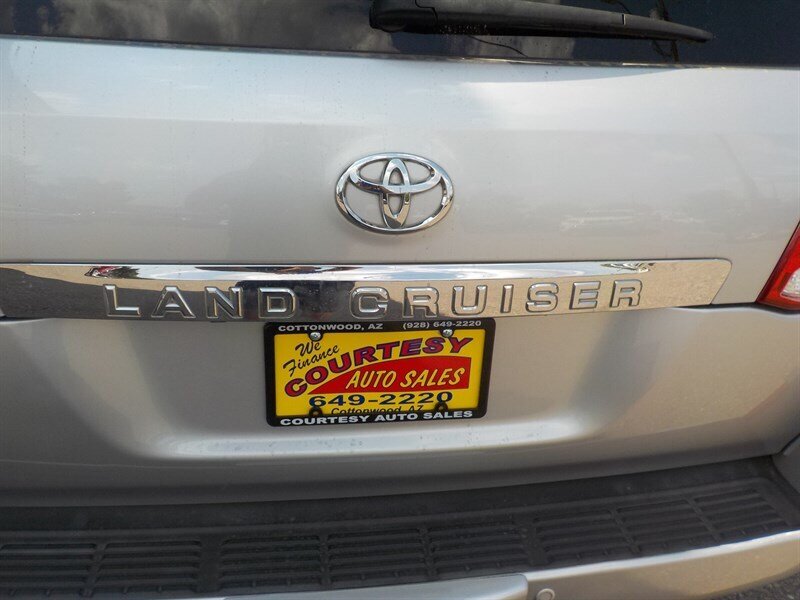 LAND CRUISER
COTTONWOOD, AZ (928) 649-2220
We
Finance
COURTESY
AUTO SALES
649-2220
Cottonwood, AZ
COURTESY AUTO SALES